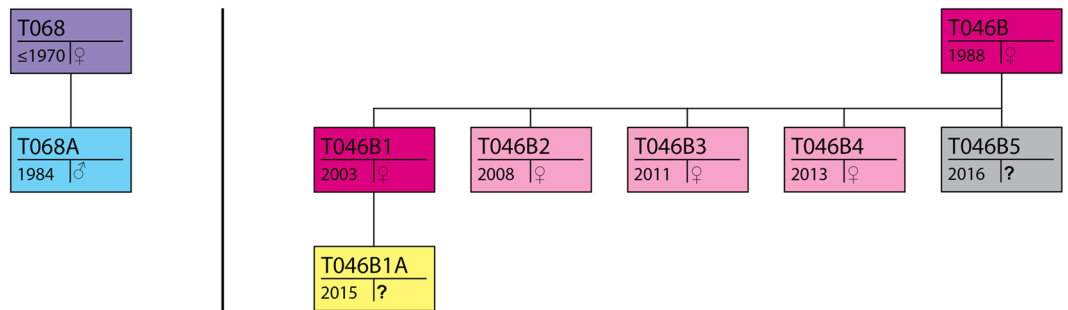 T068
≤1970 ♀
T068A
1984 ♂
T046B
1988 ♀
T046B1
2003 ♀
T046B2
2008 ♀
T046B3
2011 ♀
T046B4
2013 ♀
T046B5
2016 ?
T046B1A
2015 ?